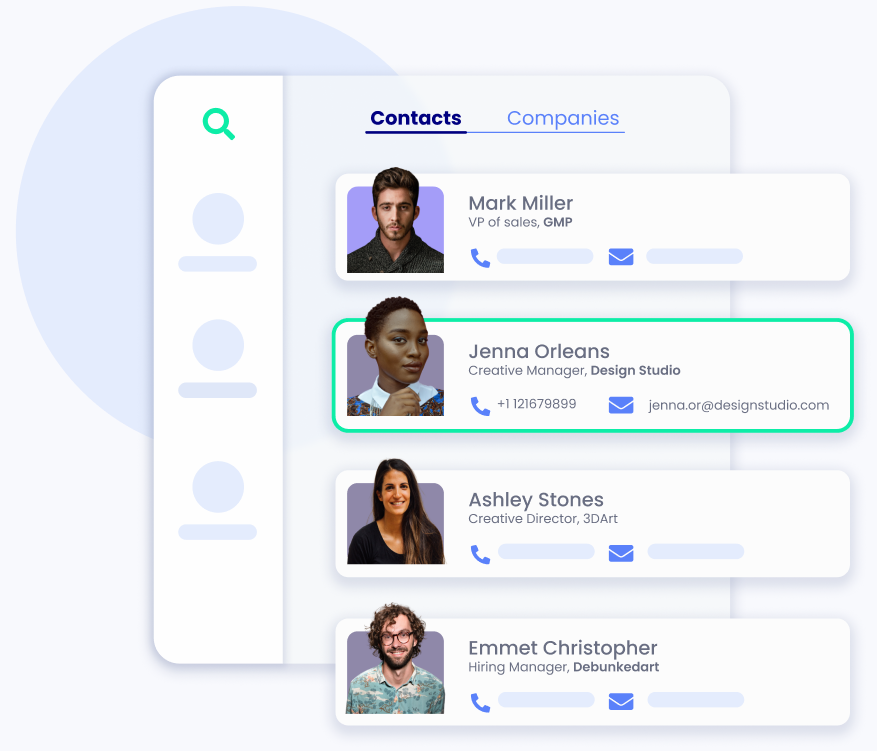 Contacts
Companies
Mark Miller
VP of sales, GMP
Jenna Orleans
Creative Manager, Design Studio
+1 121679899
jenna.or@designstudio.com
Ashley Stones
Creative Director, 3DArt
Emmet Christopher
Hiring Manager, Debunkedart